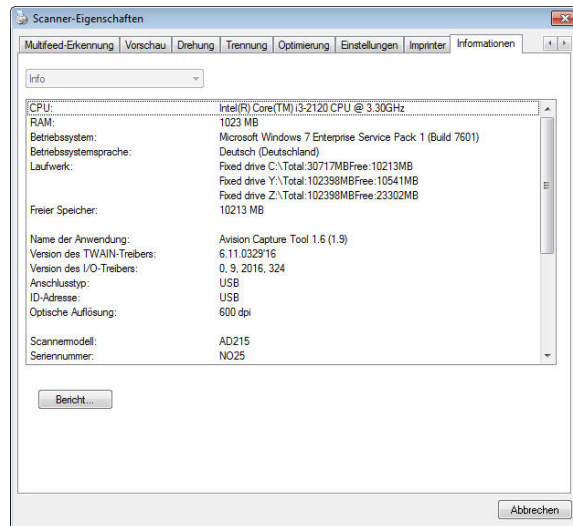 Scanner-Eigenschaften
Multifeed-Erkennung Vorschau Drehung Trennung Optimierung Einstellungen Imprinter Informationen
Info
CPU: Intel(R) Core(TM) i3-2120 CPU @ 3.30GHz
RAM: 1023 MB
Betriebssystem: Microsoft Windows 7 Enterprise Service Pack 1 (Build 7601)
Betriebssystemsprache: Deutsch (Deutschland)
Laufwerk: Fixed drive C:\Total:30717MBFree:10213MB
Fixed drive Y:\Total:102398MBFree:10541MB
Fixed drive Z:\Total:102398MBFree:23302MB
Freier Speicher: 10213 MB
Name der Anwendung: Avision Capture Tool 1.6 (1.9)
Version des TWAIN-Treibers: 6.11.0329'16
Version des I/O-Treibers: 0, 9, 2016, 324
Anschlusstyp: USB
ID-Adresse: USB
Optische Auflösung: 600 dpi
Scannermodell: AD215
Seriennummer: NO25
Bericht...
Abbrechen